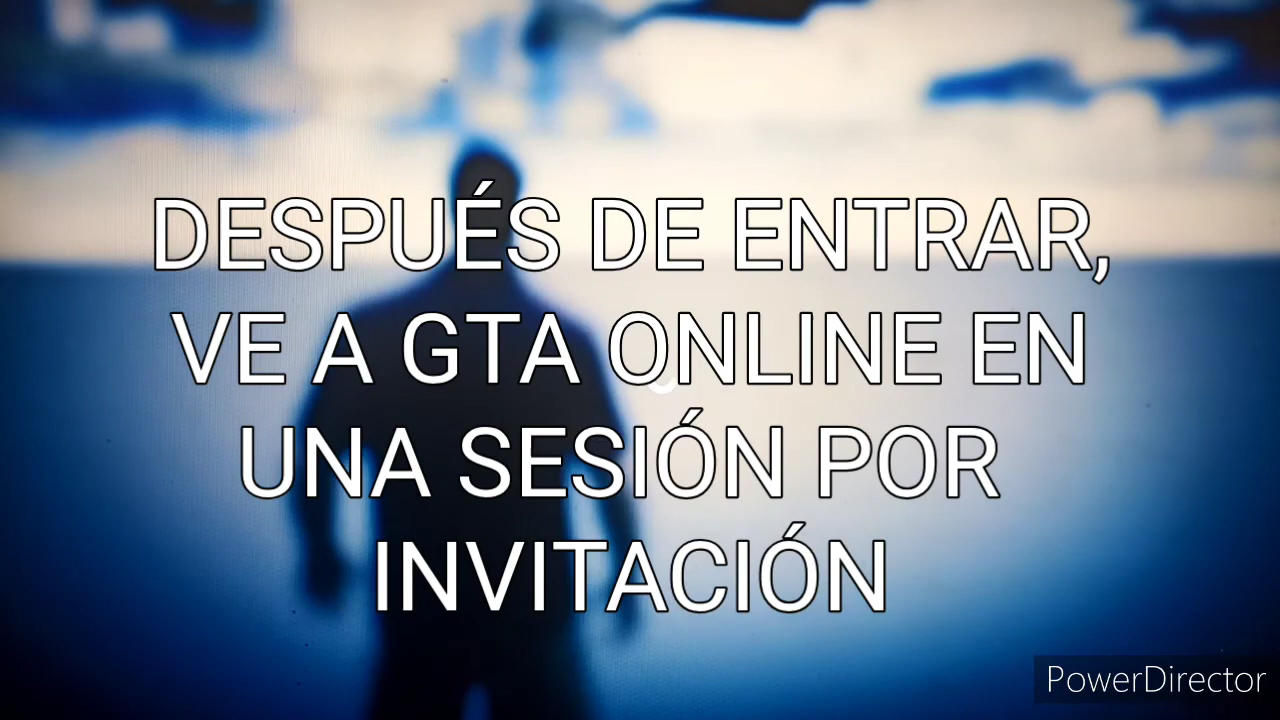 DESPUÉS DE ENTRAR,
VE A GTA ONLINE EN
UNA SESIÓN POR
INVITACIÓN
PowerDirector